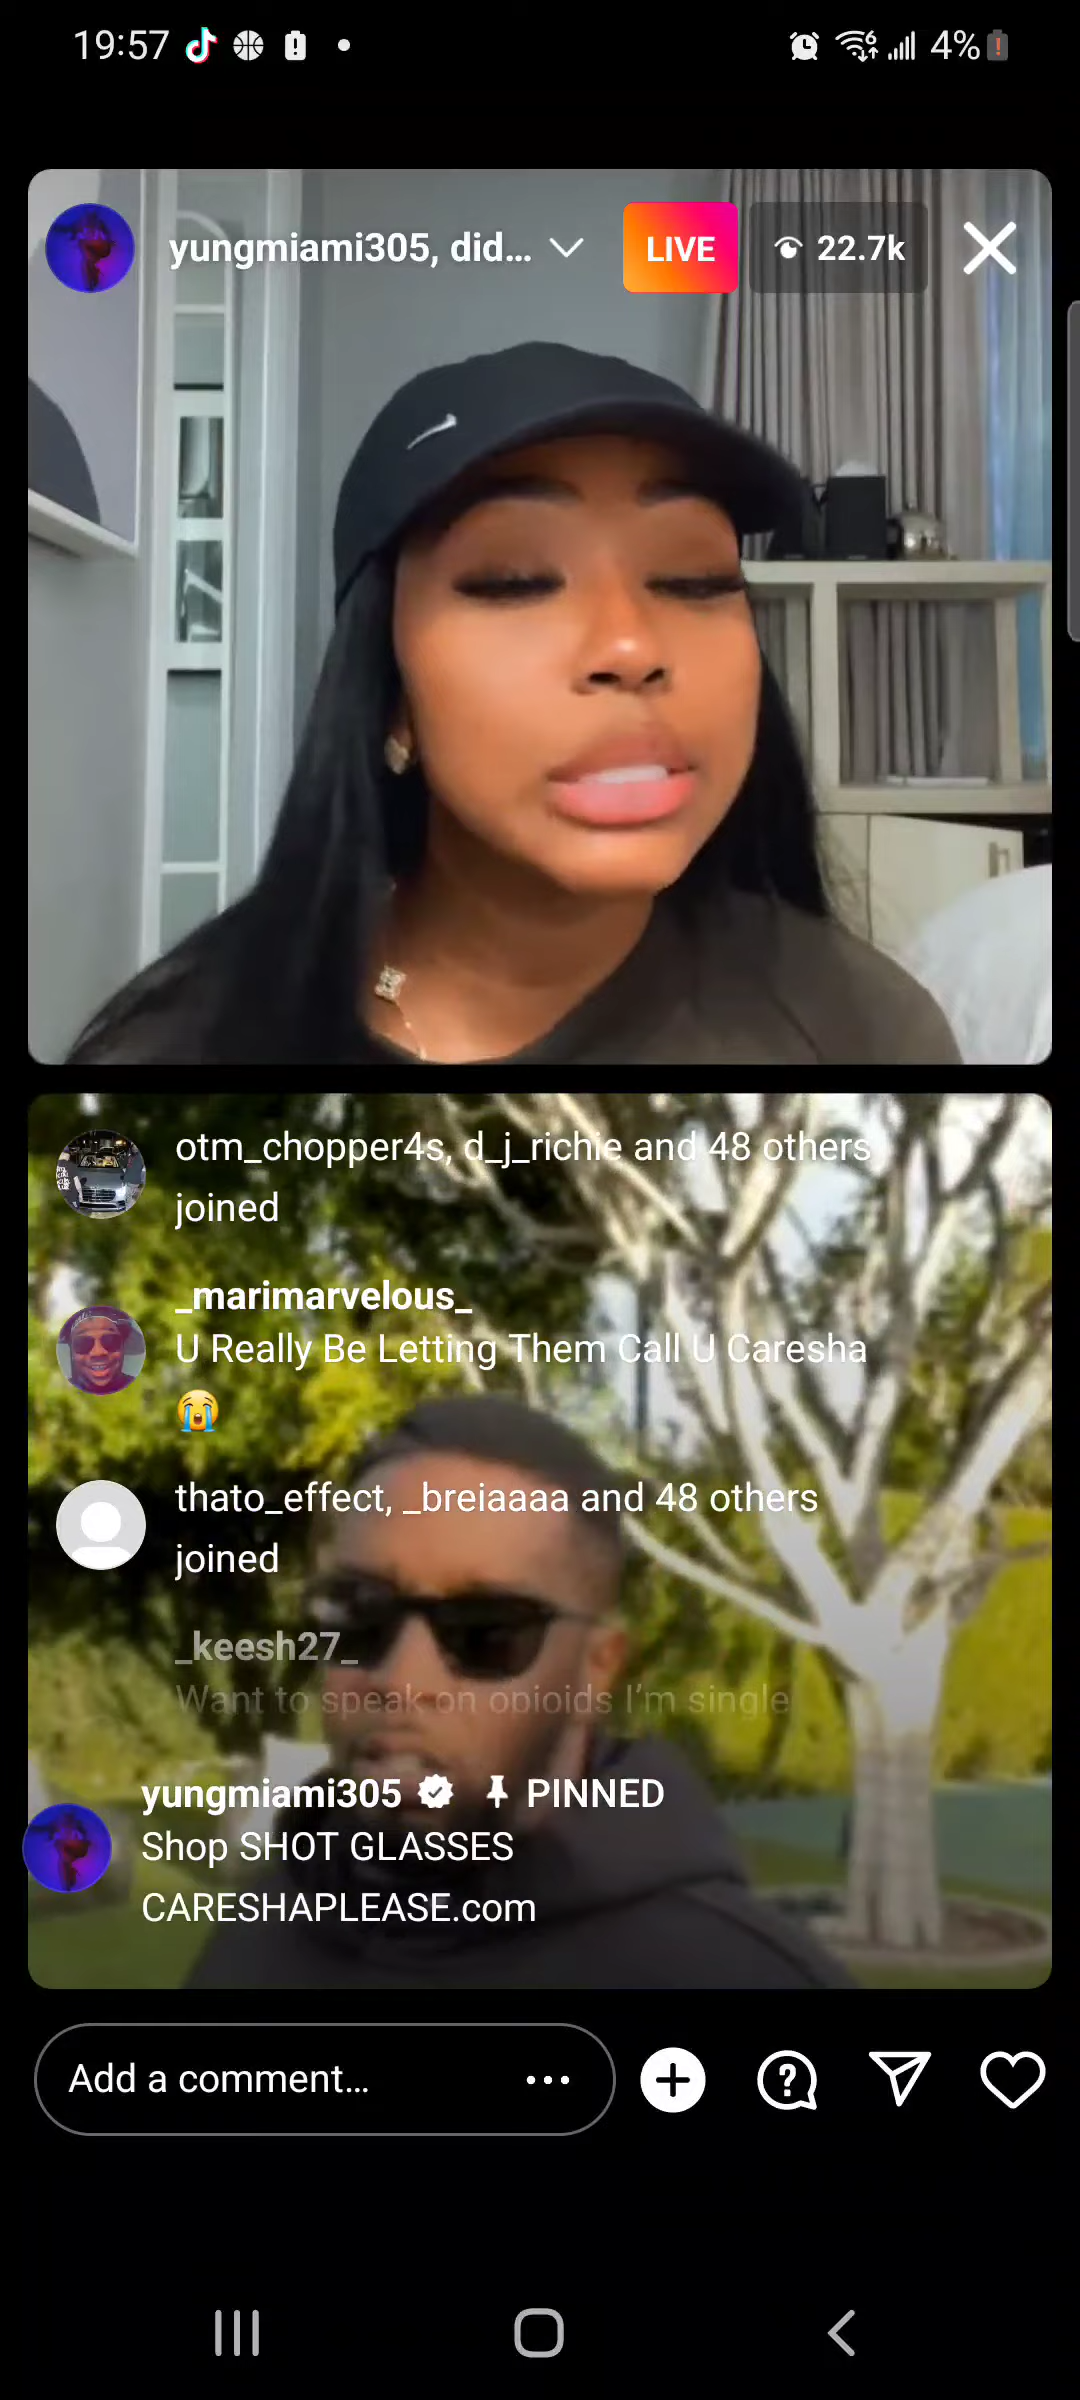 19:57 4%
yungmiami305, did... LIVE 22.7k
otm_chopper4s, d_j_richie and 48 others
joined
_marimarvelous_
U Really Be Letting Them Call U Caresha
😭
thato_effect, _breiaaaa and 48 others
joined
_keesh27_
Want to speak on opioids I'm single
yungmiami305 PINNED
Shop SHOT GLASSES
CARESHAPLEASE.com
Add a comment...